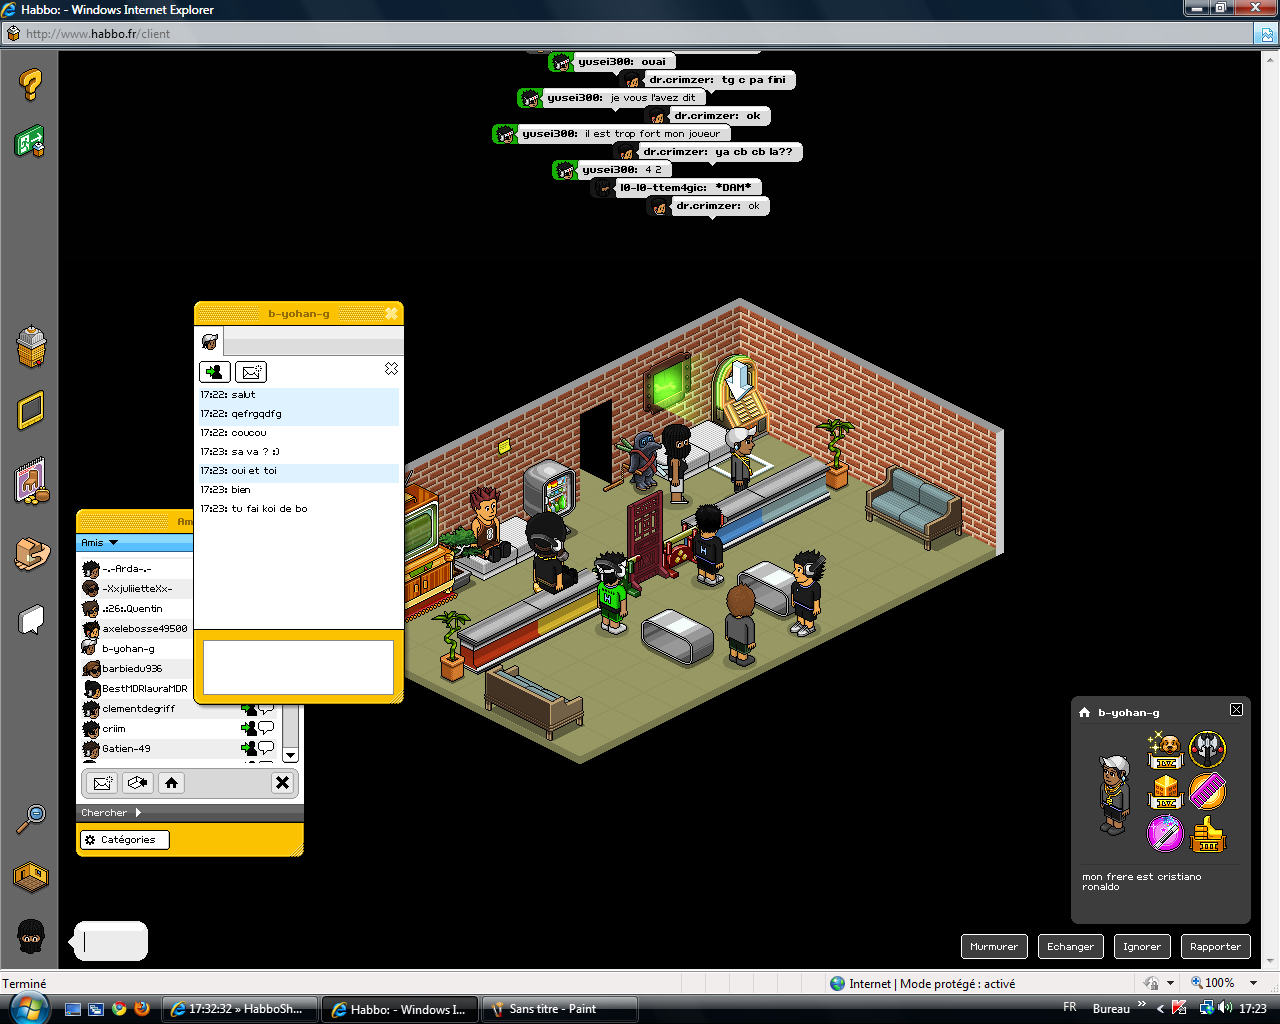 Habbo: - Windows Internet Explorer
http://www.habbo.fr/client
yusei300: ouai
dr.crimzer: tg c pa fini
yusei300: je vous l'avez dit
dr.crimzer: ok
yusei300: il est trop fort mon joueur
dr.crimzer: ya cb cb la??
yusei300: 4 2
l0-l0-ttem4gic: *DAM*
dr.crimzer: ok
b-yohan-g
17:22: salut
17:22: qefrgqdfg
17:22: coucou
17:23: sa va ? :)
17:23: oui et toi
17:23: bien
17:23: tu fai koi de bo
Am
Amis
-.-Arda-.-
-XxjuliietteXx-
.:26:.Quentin
axelebosse49500
b-yohan-g
barbiedu936
BestMDRlauraMDR
clementdegriff
criim
Gatien-49
Chercher
Catégories
b-yohan-g
mon frere est cristiano
ronaldo
Murmurer
Echanger
Ignorer
Rapporter
Terminé
Internet | Mode protégé : activé
100%
17:32:32 » HabboSh...
Habbo: - Windows I...
Sans titre - Paint
FR
Bureau
17:23